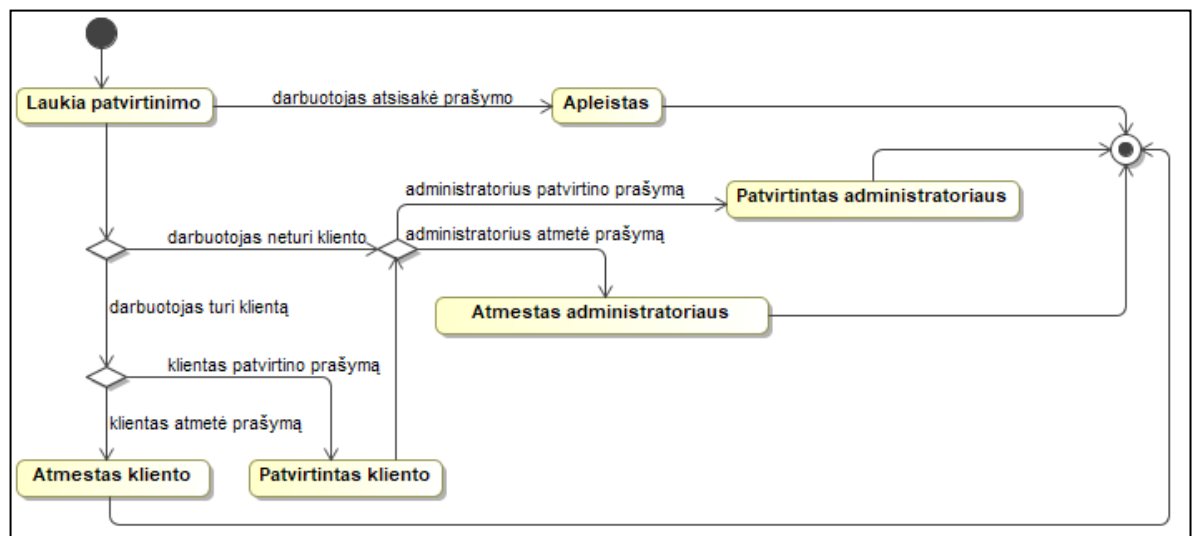 Laukia patvirtinimo
darbuotojas atsisakė prašymo
Apleistas
administratorius patvirtino prašymą
Patvirtintas administratoriaus
darbuotojas neturi kliento
administratorius atmetė prašymą
darbuotojas turi klientą
Atmestas administratoriaus
klientas patvirtino prašymą
klientas atmetė prašymą
Atmestas kliento
Patvirtintas kliento